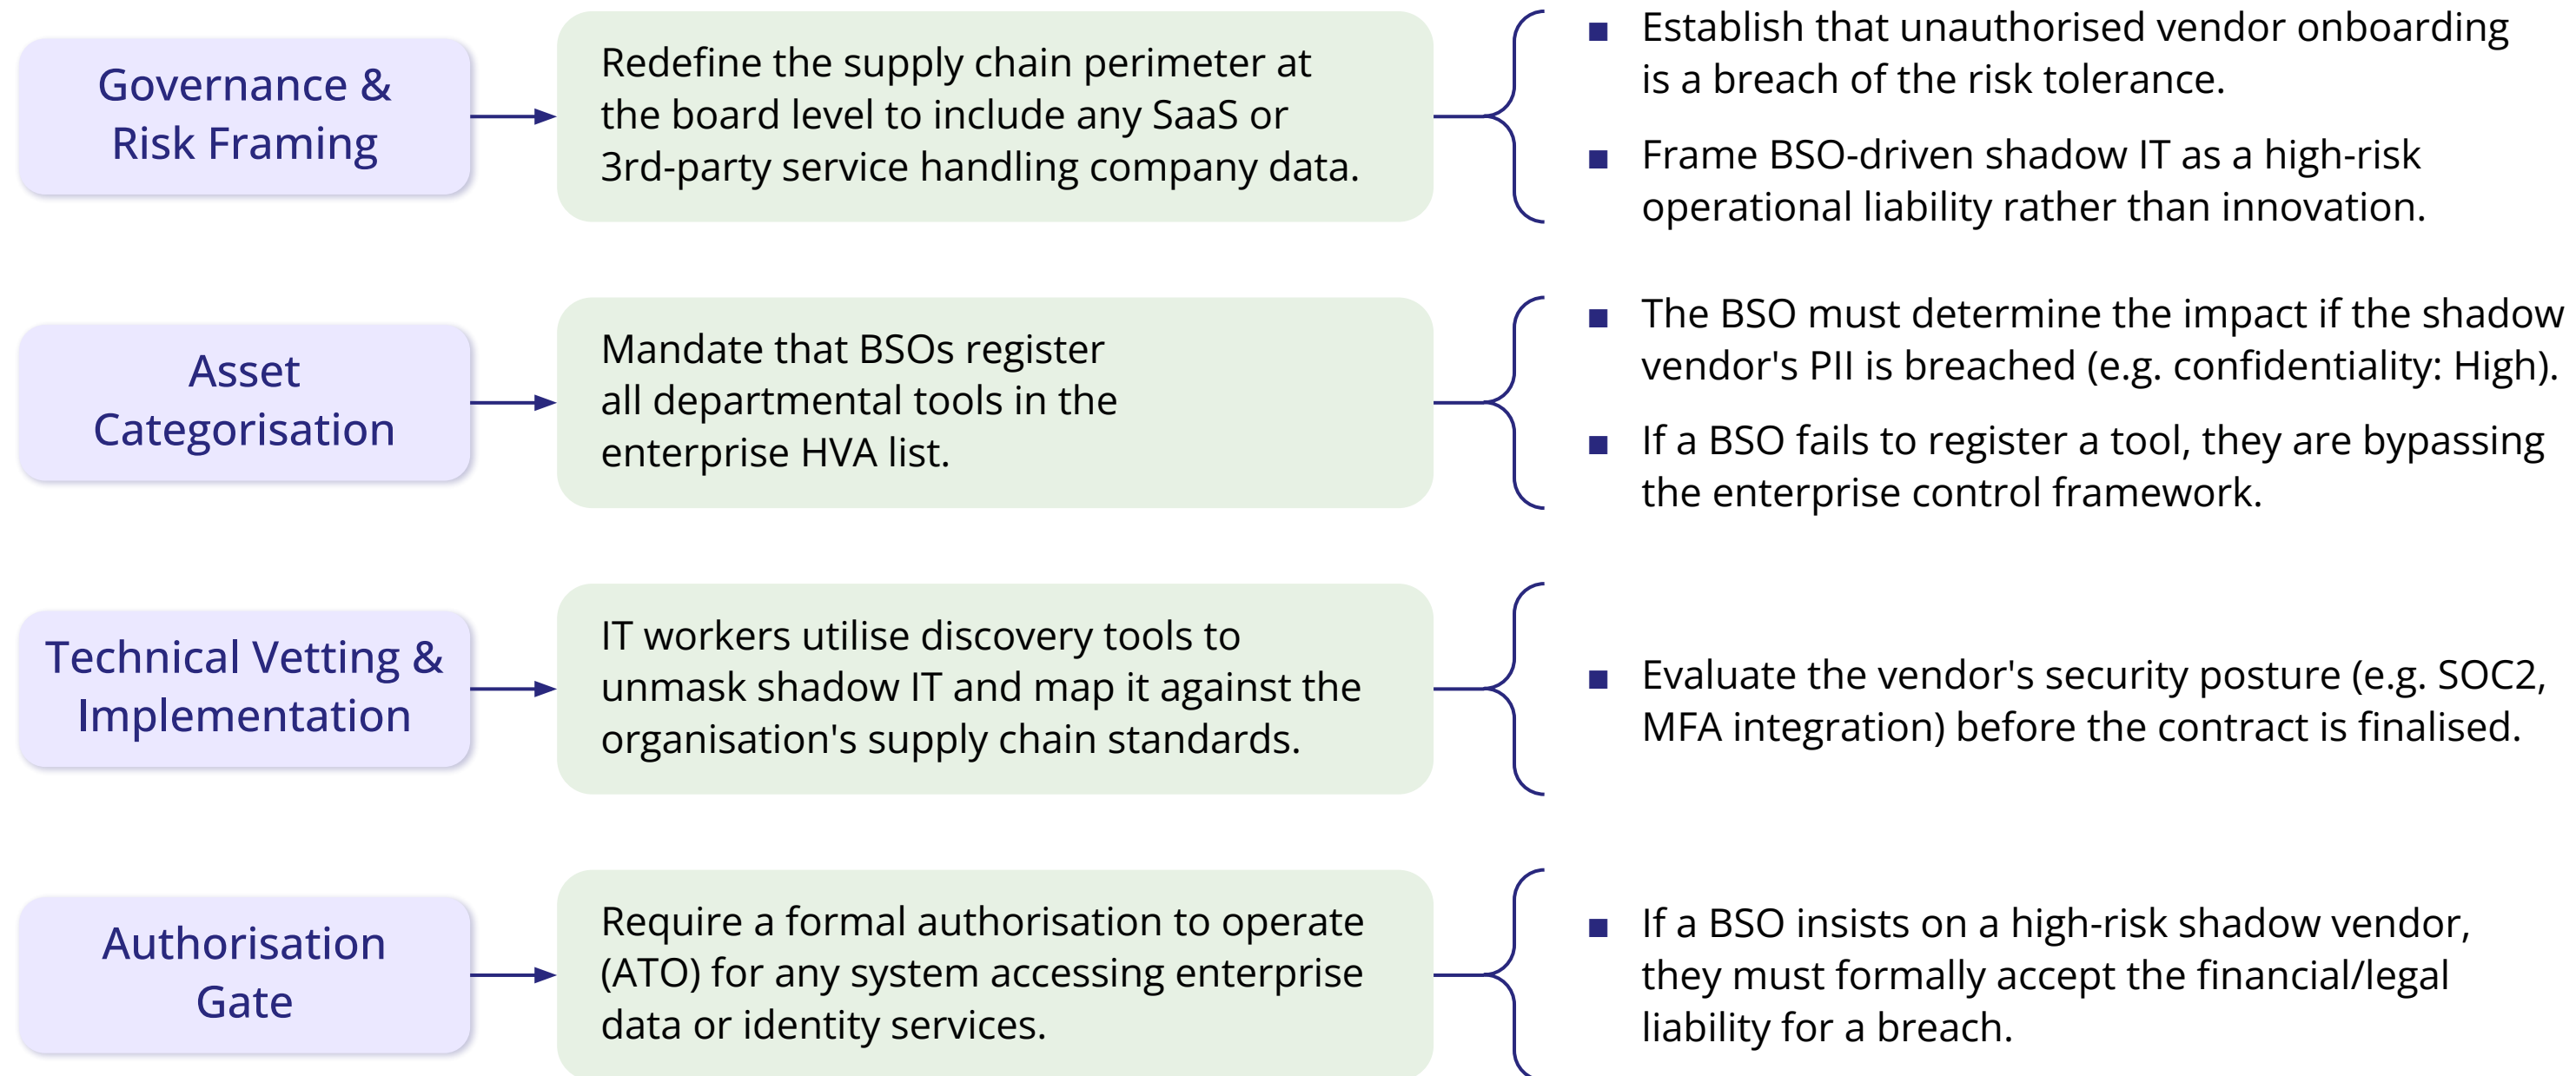 Governance &
Risk Framing
Redefine the supply chain perimeter at
the board level to include any SaaS or
3rd-party service handling company data.
■ Establish that unauthorised vendor onboarding
is a breach of the risk tolerance.
■ Frame BSO-driven shadow IT as a high-risk
operational liability rather than innovation.
Asset
Categorisation
Mandate that BSOs register
all departmental tools in the
enterprise HVA list.
■ The BSO must determine the impact if the shadow
vendor's PII is breached (e.g. confidentiality: High).
■ If a BSO fails to register a tool, they are bypassing
the enterprise control framework.
Technical Vetting &
Implementation
IT workers utilise discovery tools to
unmask shadow IT and map it against the
organisation's supply chain standards.
■ Evaluate the vendor's security posture (e.g. SOC2,
MFA integration) before the contract is finalised.
Authorisation
Gate
Require a formal authorisation to operate
(ATO) for any system accessing enterprise
data or identity services.
■ If a BSO insists on a high-risk shadow vendor,
they must formally accept the financial/legal
liability for a breach.